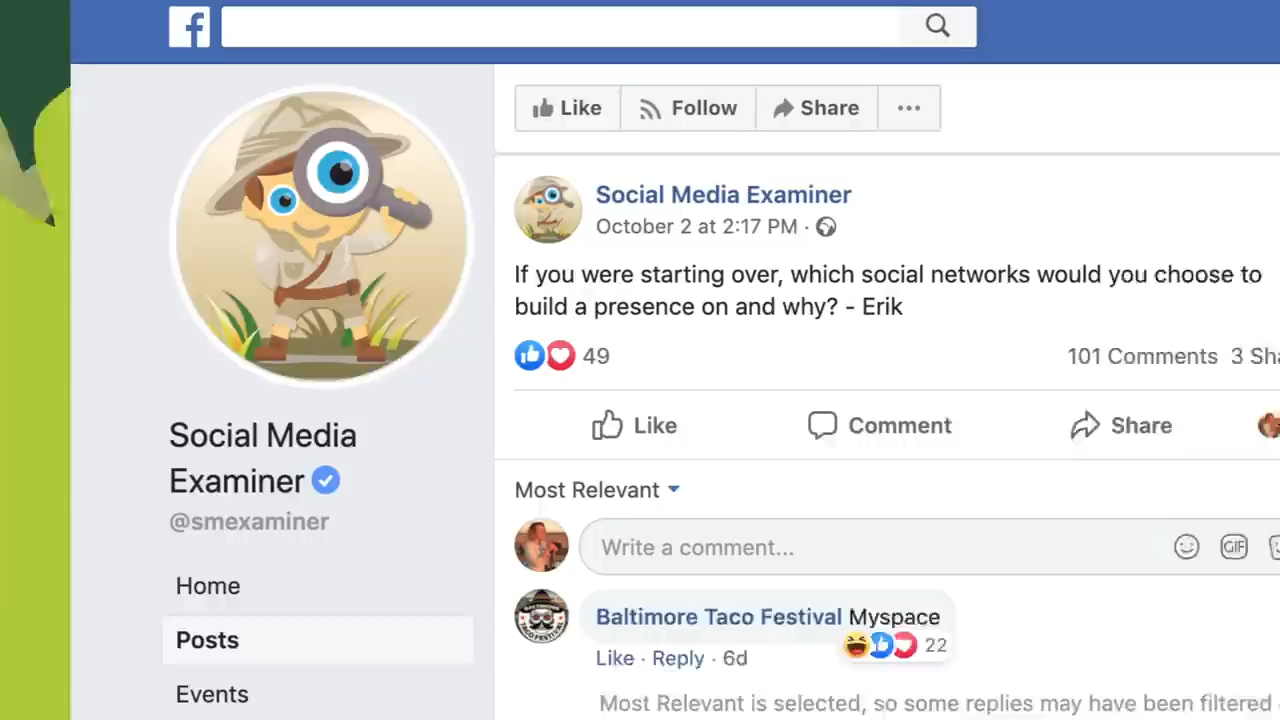 Like Follow Share
Social Media Examiner
October 2 at 2:17 PM ·
If you were starting over, which social networks would you choose to
build a presence on and why? - Erik
49 101 Comments 3 Sha
Like Comment Share
Social Media
Examiner
@smexaminer
Home
Posts
Events
Most Relevant
Write a comment...
GIF
Baltimore Taco Festival Myspace
22
Like · Reply · 6d
Most Relevant is selected, so some replies may have been filtered